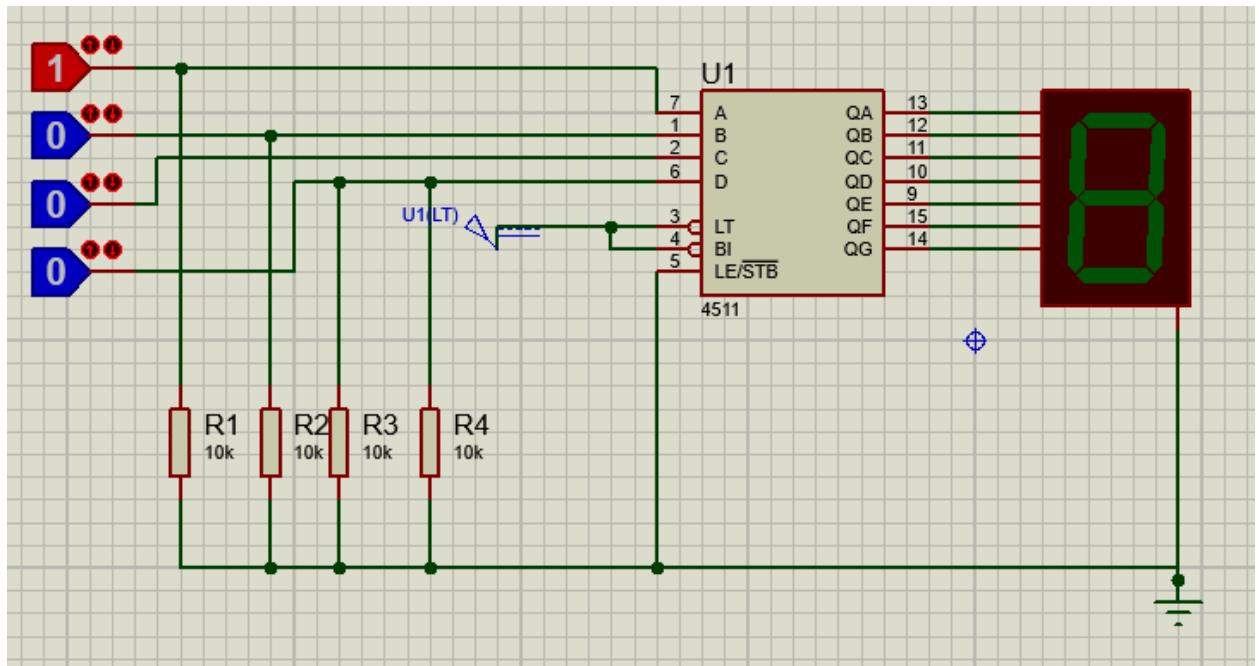 1
0
0
0
U1
7 A QA 13
1 B QB 12
2 C QC 11
6 D QD 10
QE 9
U1(LT)
3 LT QF 15
4 BI QG 14
5 LE/STB
4511
R1
10k
R2
10k
R3
10k
R4
10k